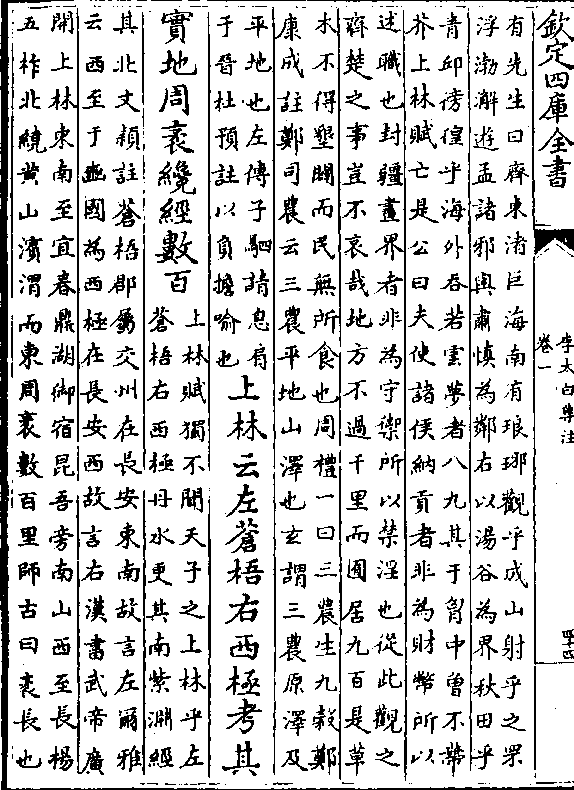 欽定四庫全書
李太白集注
卷一
四十四
有先生曰齊東渚巨海南有琅琊觀乎成山射乎之罘
浮渤澥遊孟諸邪與肅慎為鄰右以湯谷為界秋田乎
青邱徬徨乎海外吞若雲夢者八九其于胷中曾不蔕
芥上林賦亡是公曰夫使諸侯納貢者非為財幣所以
述職也封疆畫界者非為守禦所以禁淫也從此觀之
齊楚之事豈不哀哉地方不過千里而囿居九百是草
木不得墾闢而民無所食也周禮一曰三農生九榖鄭
康成註鄭司農云三農平地山澤也玄謂三農原澤及
平地也左傳子駟請息肩
于晉杜預註以負擔喻也
上林云左蒼梧右西極考其
實地周袤纔經數百
上林賦獨不聞天子之上林乎左
蒼梧右西極丹水更其南紫淵經
其北文穎註蒼梧郡屬交州在長安東南故言左爾雅
云西至于豳國為西極在長安西故言右漢書武帝廣
開上林東南至宜春鼎湖御宿昆吾旁南山西至長楊
五柞北繞黄山濱渭而東周袤數百里師古曰袤長也